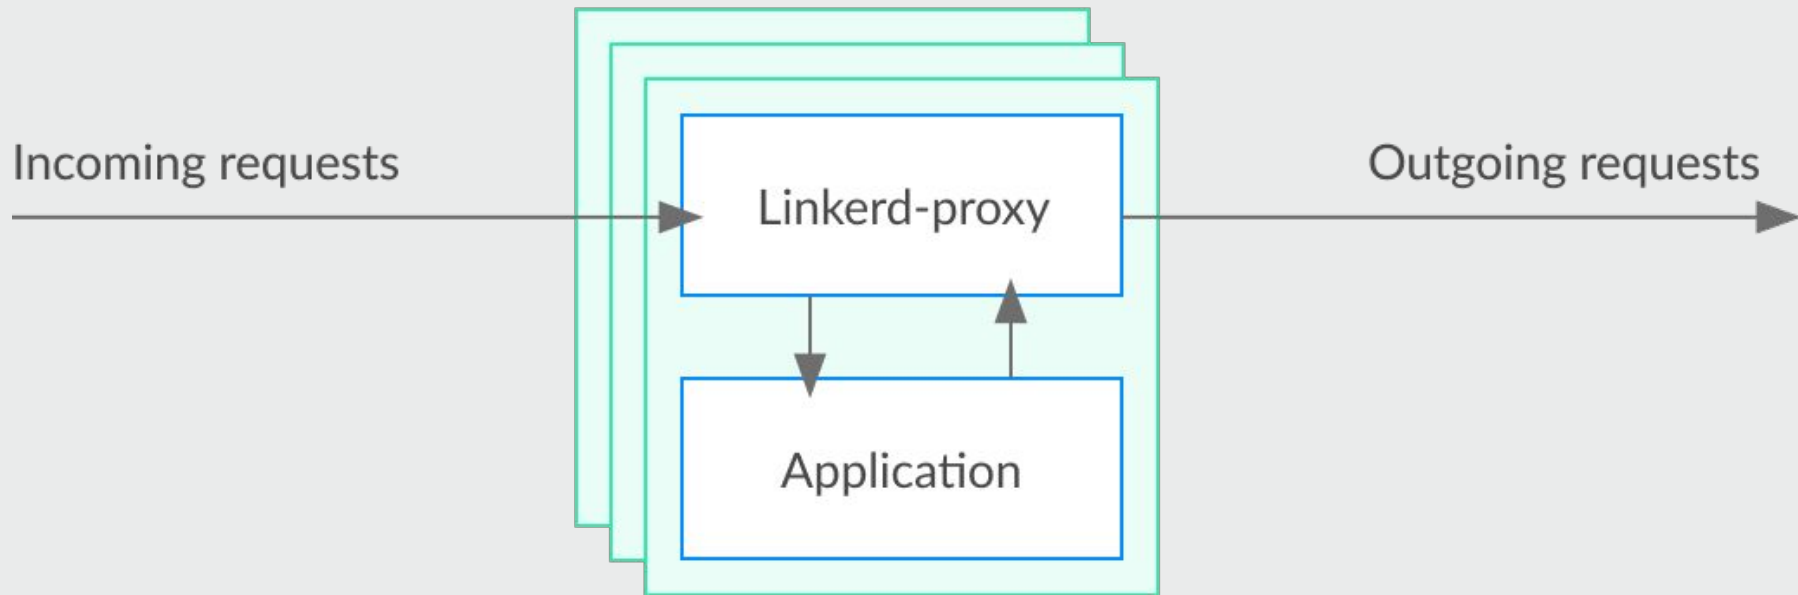 Incoming requests
Outgoing requests
Linkerd-proxy
Application